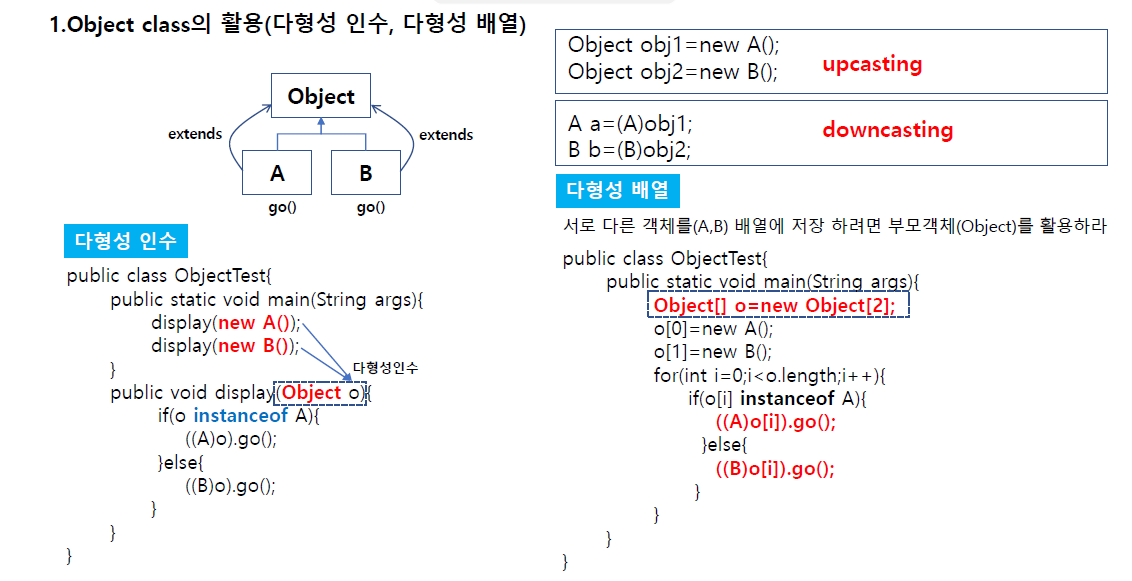 1.Object class의 활용(다형성 인수, 다형성 배열)
Object
extends
extends
A
B
go()
go()
다형성 인수
public class ObjectTest{
public static void main(String args){
display(new A());
display(new B());
}
다형성인수
public void display(Object o){
if(o instanceof A){
((A)o).go();
}else{
((B)o).go();
}
}
}
Object obj1=new A();
Object obj2=new B();
upcasting
A a=(A)obj1;
B b=(B)obj2;
downcasting
다형성 배열
서로 다른 객체를(A,B) 배열에 저장 하려면 부모객체(Object)를 활용하라
public class ObjectTest{
public static void main(String args){
Object[] o=new Object[2];
o[0]=new A();
o[1]=new B();
for(int i=0;i<o.length;i++){
if(o[i] instanceof A){
((A)o[i]).go();
}else{
((B)o[i]).go();
}
}
}
}